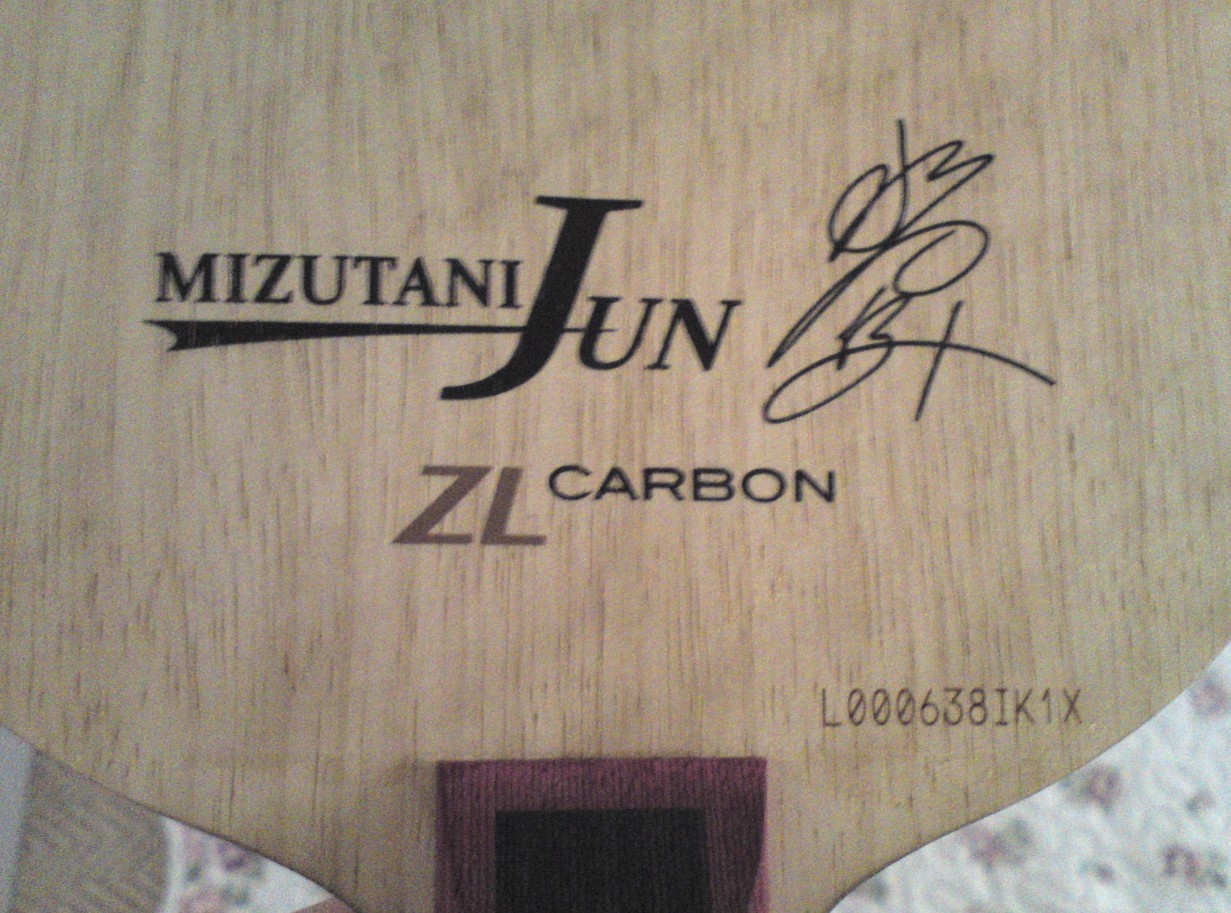 MIZUTANI JUN
ZL CARBON
L000638IK1X